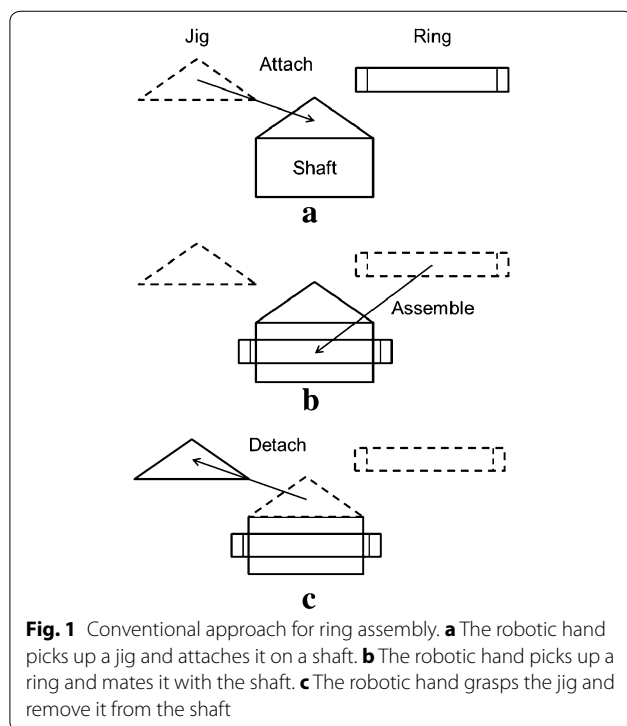 Jig
Ring
Attach
Shaft
a
Assemble
b
Detach
c
Fig. 1 Conventional approach for ring assembly. a The robotic hand
picks up a jig and attaches it on a shaft. b The robotic hand picks up a
ring and mates it with the shaft. c The robotic hand grasps the jig and
remove it from the shaft